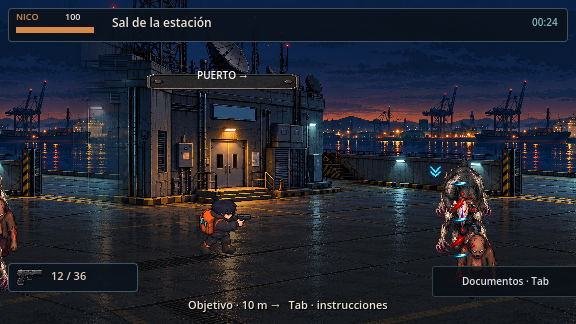 NICO 100 Sal de la estación 00:24
PUERTO →
12 / 36
Documentos · Tab
Objetivo · 10 m → Tab · instrucciones